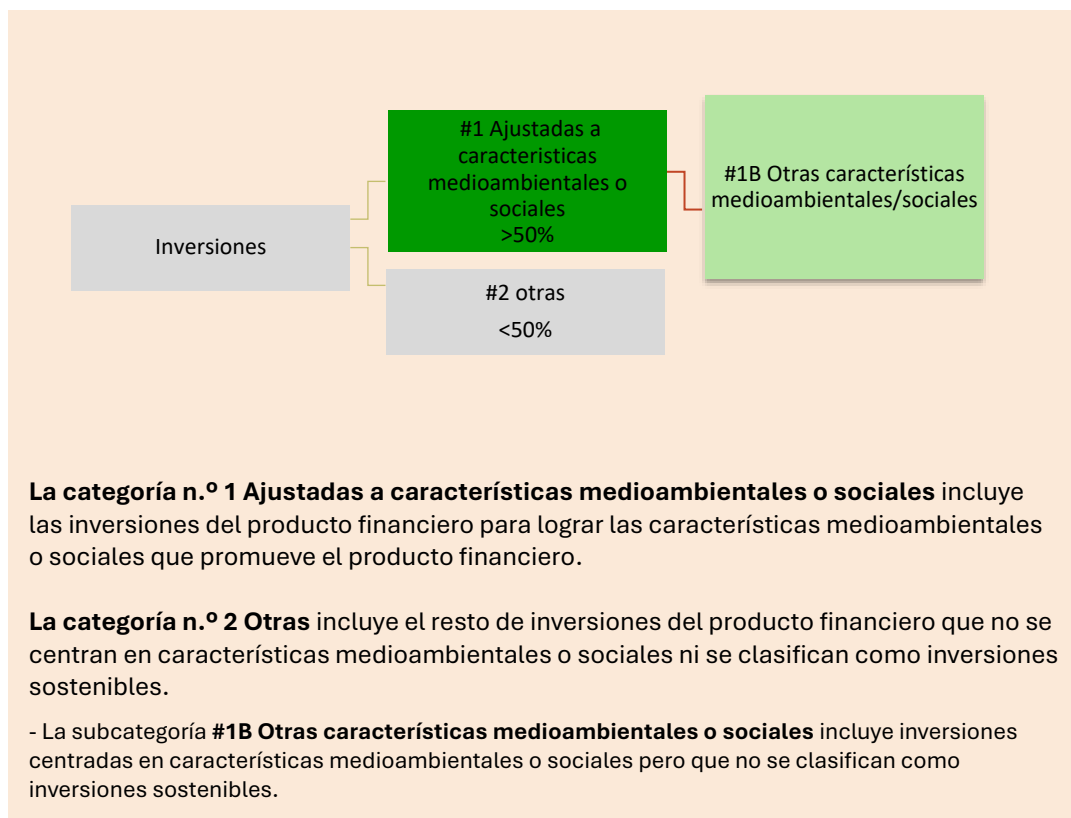 #1 Ajustadas a
caracteristicas
medioambientales o
sociales
>50%
#1B Otras características
medioambientales/sociales
Inversiones
#2 otras
<50%
La categoría n.º 1 Ajustadas a características medioambientales o sociales incluye
las inversiones del producto financiero para lograr las características medioambientales
o sociales que promueve el producto financiero.
La categoría n.º 2 Otras incluye el resto de inversiones del producto financiero que no se
centran en características medioambientales o sociales ni se clasifican como inversiones
sostenibles.
- La subcategoría #1B Otras características medioambientales o sociales incluye inversiones
centradas en características medioambientales o sociales pero que no se clasifican como
inversiones sostenibles.